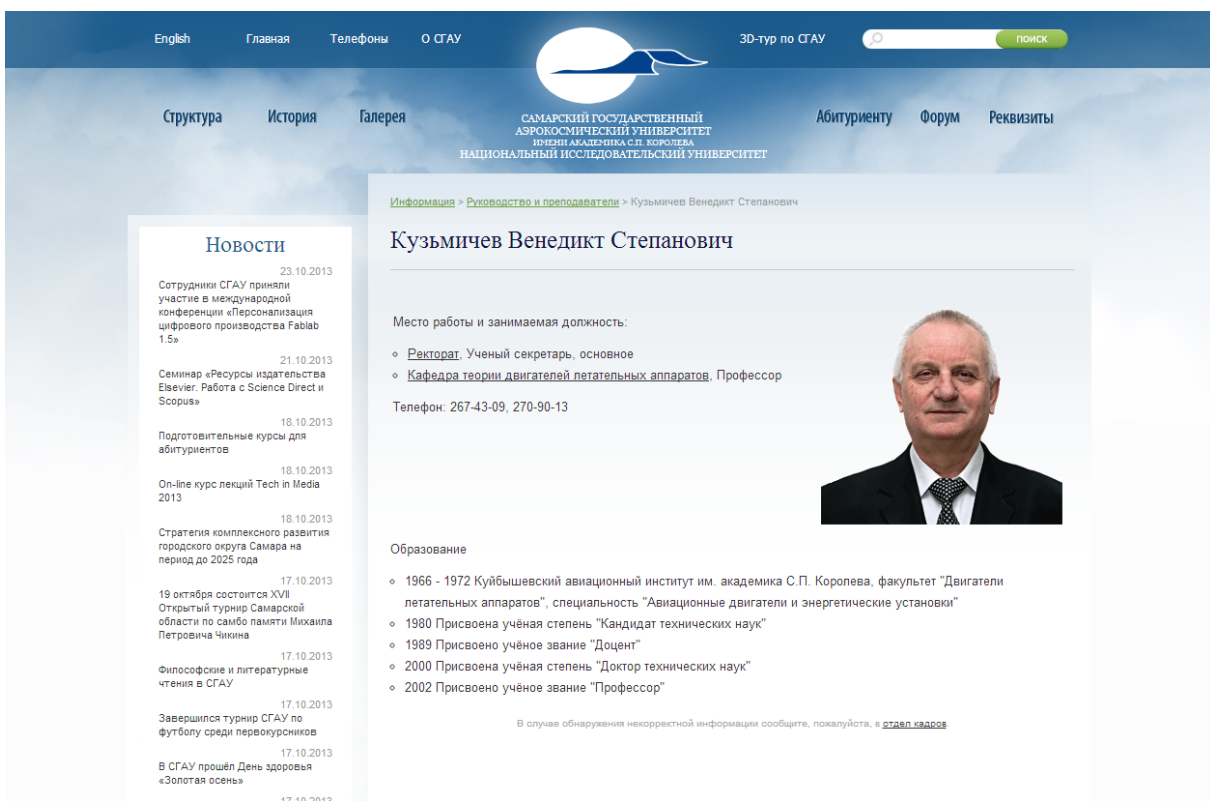 English Главная Телефоны О СГАУ 3D-тур по СГАУ ПОИСК
Структура История Галерея Абитуриенту Форум Реквизиты
САМАРСКИЙ ГОСУДАРСТВЕННЫЙ
АЭРОКОСМИЧЕСКИЙ УНИВЕРСИТЕТ
ИМЕНИ АКАДЕМИКА С.П. КОРОЛЕВА
НАЦИОНАЛЬНЫЙ ИССЛЕДОВАТЕЛЬСКИЙ УНИВЕРСИТЕТ
Новости
23.10.2013
Сотрудники СГАУ приняли
участие в международной
конференции «Персонализация
цифрового производства Fablab
1.5»
21.10.2013
Семинар «Ресурсы издательства
Elsevier. Работа с Science Direct и
Scopus»
18.10.2013
Подготовительные курсы для
абитуриентов
18.10.2013
On-line курс лекций Tech in Media
2013
18.10.2013
Стратегия комплексного развития
городского округа Самара на
период до 2025 года
17.10.2013
19 октября состоится XVII
Открытый турнир Самарской
области по самбо памяти Михаила
Петровича Чикина
17.10.2013
Философские и литературные
чтения в СГАУ
17.10.2013
Завершился турнир СГАУ по
футболу среди первокурсников
17.10.2013
В СГАУ прошёл День здоровья
«Золотая осень»
17.10.2013
Информация > Руководство и преподаватели > Кузьмичев Венедикт Степанович
Кузьмичев Венедикт Степанович
Место работы и занимаемая должность:
Ректорат, Ученый секретарь, основное
Кафедра теории двигателей летательных аппаратов, Профессор
Телефон: 267-43-09, 270-90-13
Образование
1966 - 1972 Куйбышевский авиационный институт им. академика С.П. Королева, факультет "Двигатели
летательных аппаратов", специальность "Авиационные двигатели и энергетические установки"
1980 Присвоена учёная степень "Кандидат технических наук"
1989 Присвоено учёное звание "Доцент"
2000 Присвоена учёная степень "Доктор технических наук"
2002 Присвоено учёное звание "Профессор"
В случае обнаружения некорректной информации сообщите, пожалуйста, в отдел кадров.